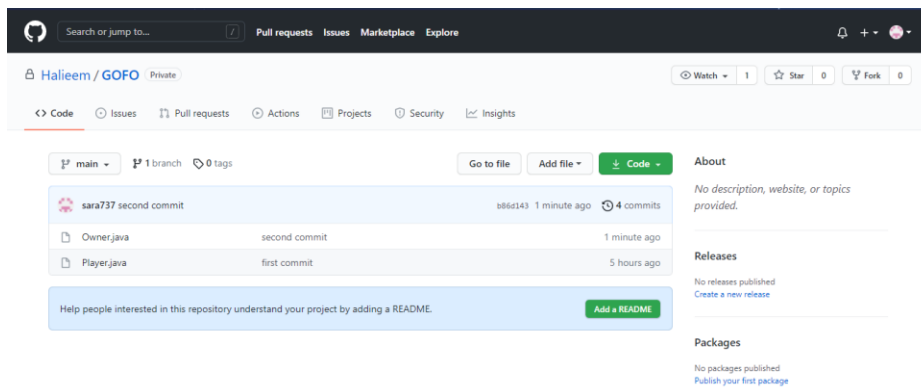 Search or jump to... / Pull requests Issues Marketplace Explore
Halieem / GOFO Private Watch 1 Star 0 Fork 0
<> Code Issues Pull requests Actions Projects Security Insights
main 1 branch 0 tags Go to file Add file Code
sara737 second commit b86d143 1 minute ago 4 commits
Owner.java second commit 1 minute ago
Player.java first commit 5 hours ago
Help people interested in this repository understand your project by adding a README. Add a README
About
No description, website, or topics
provided.
Releases
No releases published
Create a new release
Packages
No packages published
Publish your first package